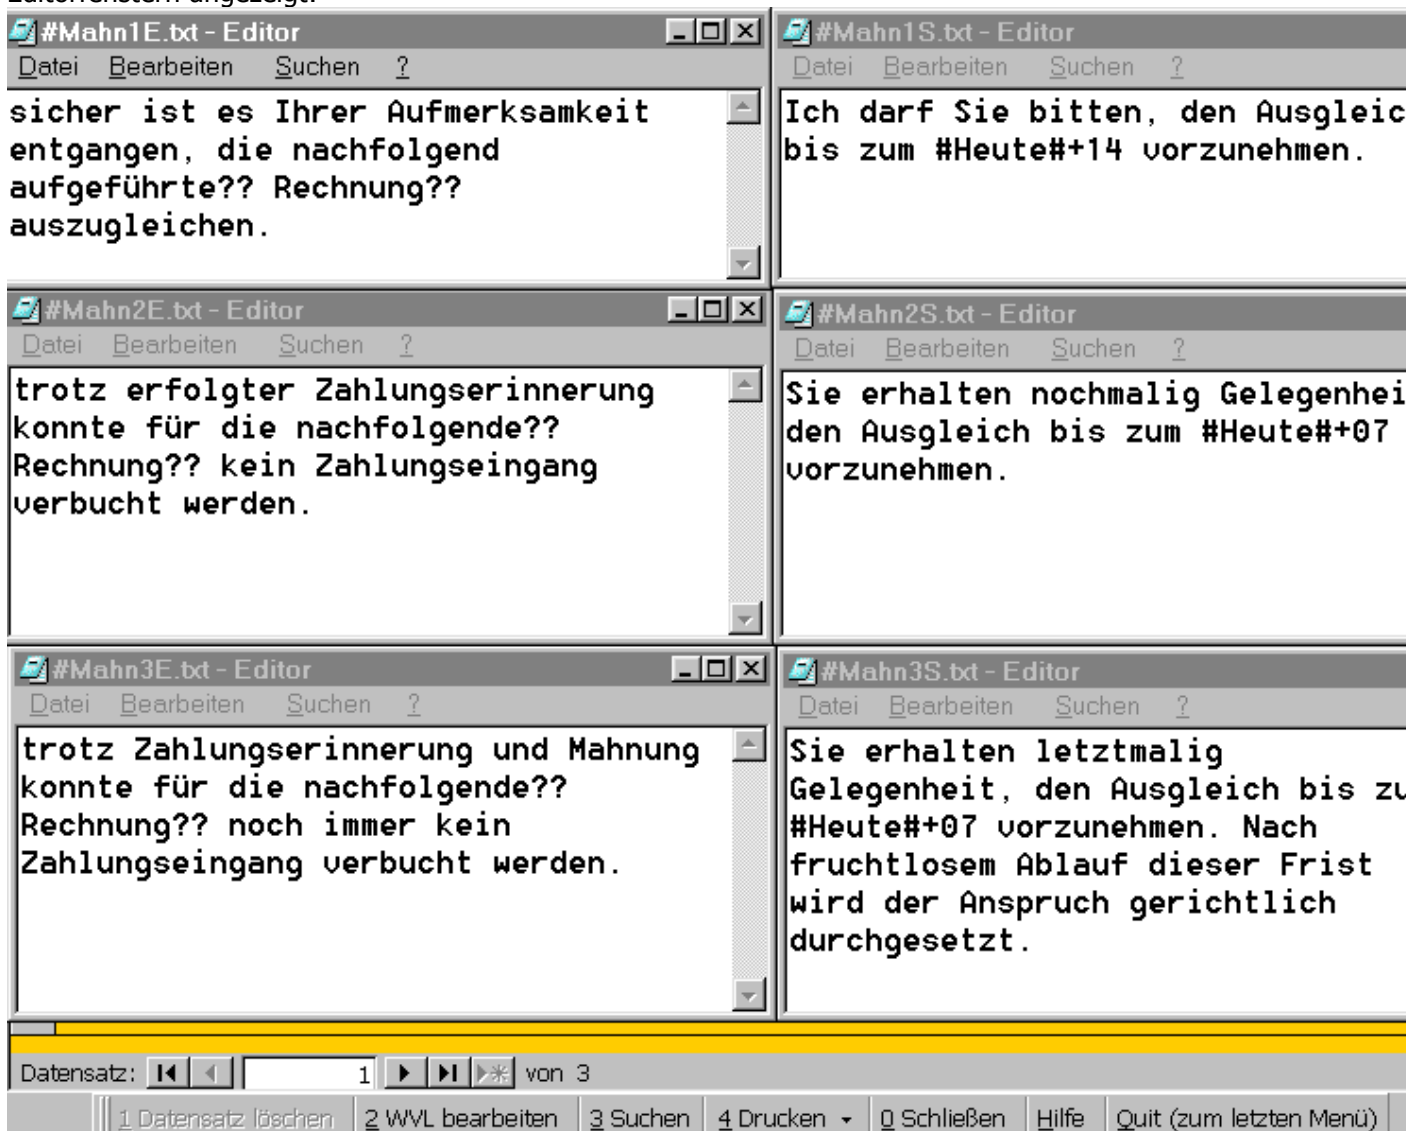 #Mahn1E.txt - Editor
Datei Bearbeiten Suchen ?
sicher ist es Ihrer Aufmerksamkeit
entgangen, die nachfolgend
aufgeführte?? Rechnung??
auszugleichen.
#Mahn1S.txt - Editor
Datei Bearbeiten Suchen ?
Ich darf Sie bitten, den Ausgleic
bis zum #Heute#+14 vorzunehmen.
#Mahn2E.txt - Editor
Datei Bearbeiten Suchen ?
trotz erfolgter Zahlungserinnerung
konnte für die nachfolgende??
Rechnung?? kein Zahlungseingang
verbucht werden.
#Mahn2S.txt - Editor
Datei Bearbeiten Suchen ?
Sie erhalten nochmalig Gelegenhei
den Ausgleich bis zum #Heute#+07
vorzunehmen.
#Mahn3E.txt - Editor
Datei Bearbeiten Suchen ?
trotz Zahlungserinnerung und Mahnung
konnte für die nachfolgende??
Rechnung?? noch immer kein
Zahlungseingang verbucht werden.
#Mahn3S.txt - Editor
Datei Bearbeiten Suchen ?
Sie erhalten letztmalig
Gelegenheit, den Ausgleich bis zu
#Heute#+07 vorzunehmen. Nach
fruchtlosem Ablauf dieser Frist
wird der Anspruch gerichtlich
durchgesetzt.
Datensatz: 1 von 3
1 Datensatz löschen 2 WVL bearbeiten 3 Suchen 4 Drucken 0 Schließen Hilfe Quit (zum letzten Menü)